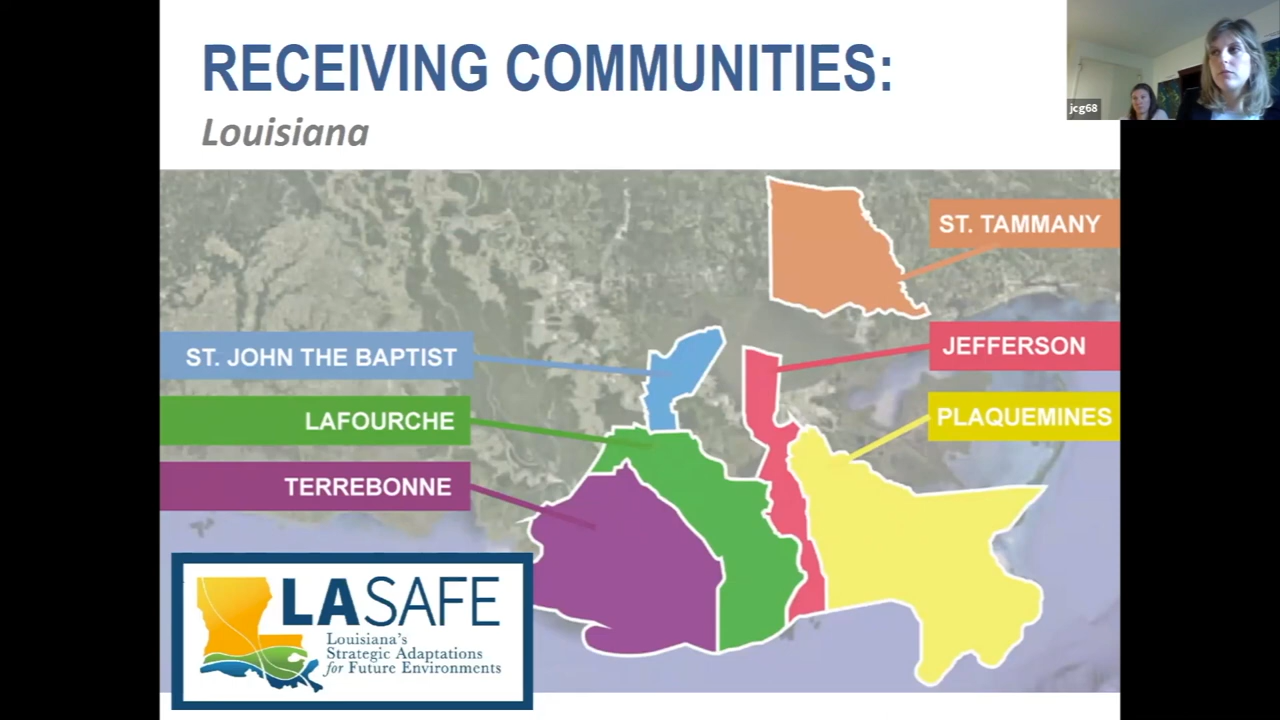 RECEIVING COMMUNITIES:
Louisiana
jcg68
ST. TAMMANY
ST. JOHN THE BAPTIST
JEFFERSON
LAFOURCHE
PLAQUEMINES
TERREBONNE
LASAFE
Louisiana's
Strategic Adaptations
for Future Environments